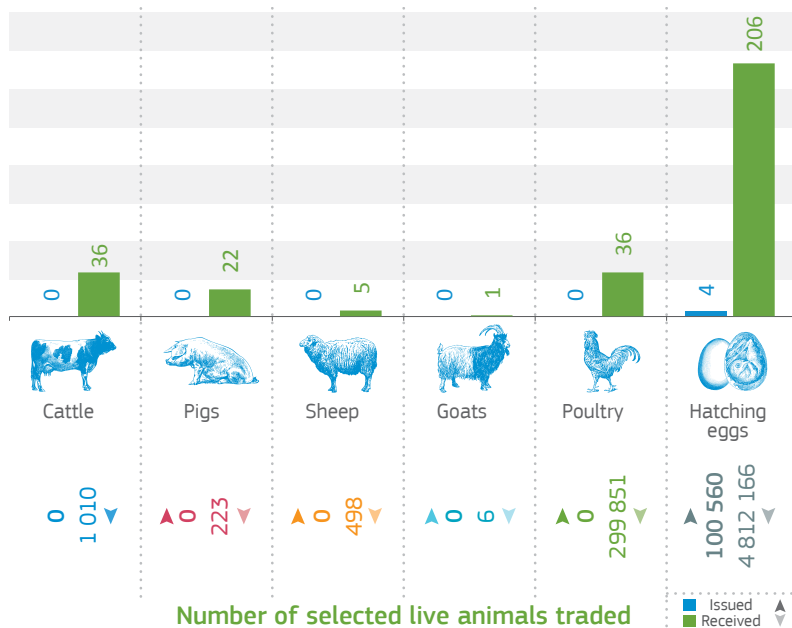 0 36 0 22 0 5 0 1 0 36 4 206
Cattle Pigs Sheep Goats Poultry Hatching
eggs
0 1 010 0 223 0 498 0 6 0 299 851 100 560 4 812 166
Number of selected live animals traded
Issued
Received